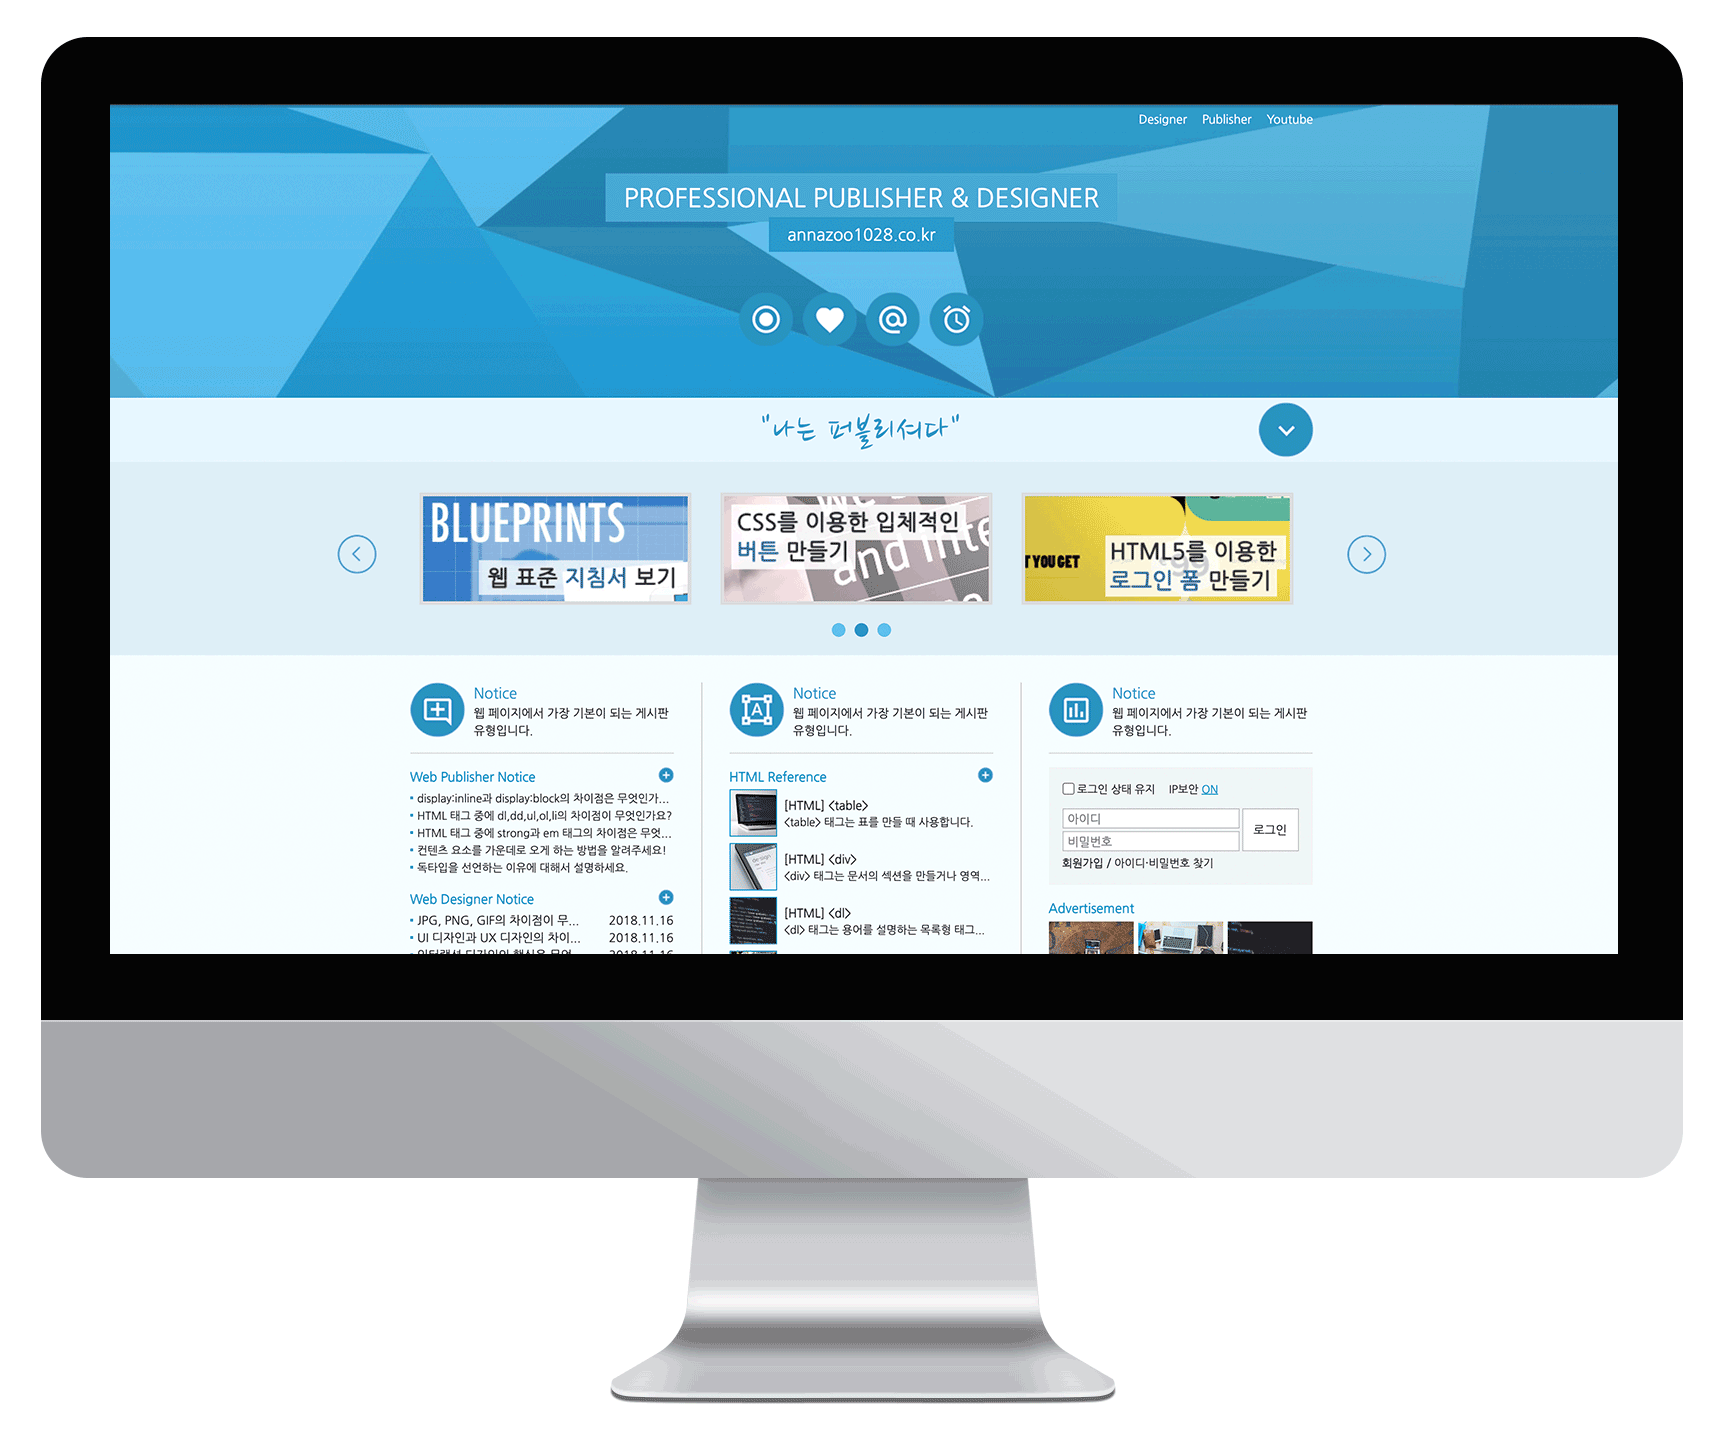 Designer Publisher Youtube
PROFESSIONAL PUBLISHER & DESIGNER
annazoo1028.co.kr
"나는 퍼블리셔다"
BLUEPRINTS
웹 표준 지침서 보기
CSS를 이용한 입체적인
버튼 만들기
and inte
T YOU GET
HTML5를 이용한
로그인 폼 만들기
Notice
웹 페이지에서 가장 기본이 되는 게시판
유형입니다.
Web Publisher Notice
display:inline과 display:block의 차이점은 무엇인가...
HTML 태그 중에 dl,dd,ul,ol,li의 차이점이 무엇인가요?
HTML 태그 중에 strong과 em 태그의 차이점은 무엇...
컨텐츠 요소를 가운데로 오게 하는 방법을 알려주세요!
독타입을 선언하는 이유에 대해서 설명하세요.
Web Designer Notice
JPG, PNG, GIF의 차이점이 무... 2018.11.16
UI 디자인과 UX 디자인의 차이... 2018.11.16
Notice
웹 페이지에서 가장 기본이 되는 게시판
유형입니다.
HTML Reference
[HTML] <table>
<table> 태그는 표를 만들 때 사용합니다.
[HTML] <div>
<div> 태그는 문서의 섹션을 만들거나 영역...
[HTML] <dl>
<dl> 태그는 용어를 설명하는 목록형 태그...
Notice
웹 페이지에서 가장 기본이 되는 게시판
유형입니다.
로그인 상태 유지 IP보안 ON
아이디
비밀번호
로그인
회원가입 / 아이디·비밀번호 찾기
Advertisement